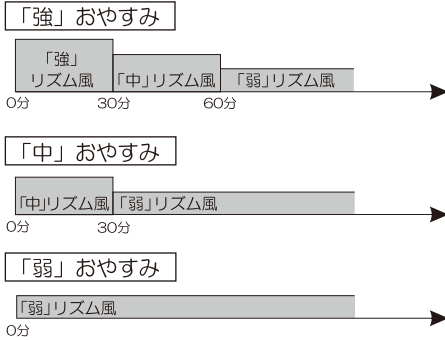 「強」おやすみ
「強」
リズム風
「中」リズム風
「弱」リズム風
0分
30分
60分
「中」おやすみ
「中」リズム風
「弱」リズム風
0分
30分
「弱」おやすみ
「弱」リズム風
0分